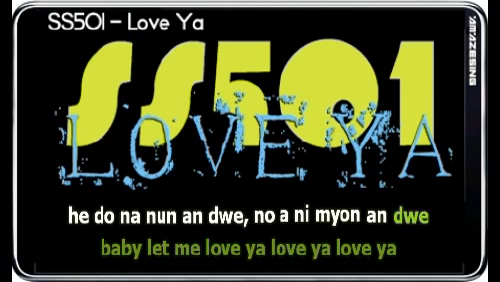 SS501 - Love Ya
AMAZESING
SS501
LOVE YA
he do na nun an dwe, no a ni myon an dwe
baby let me love ya love ya love ya